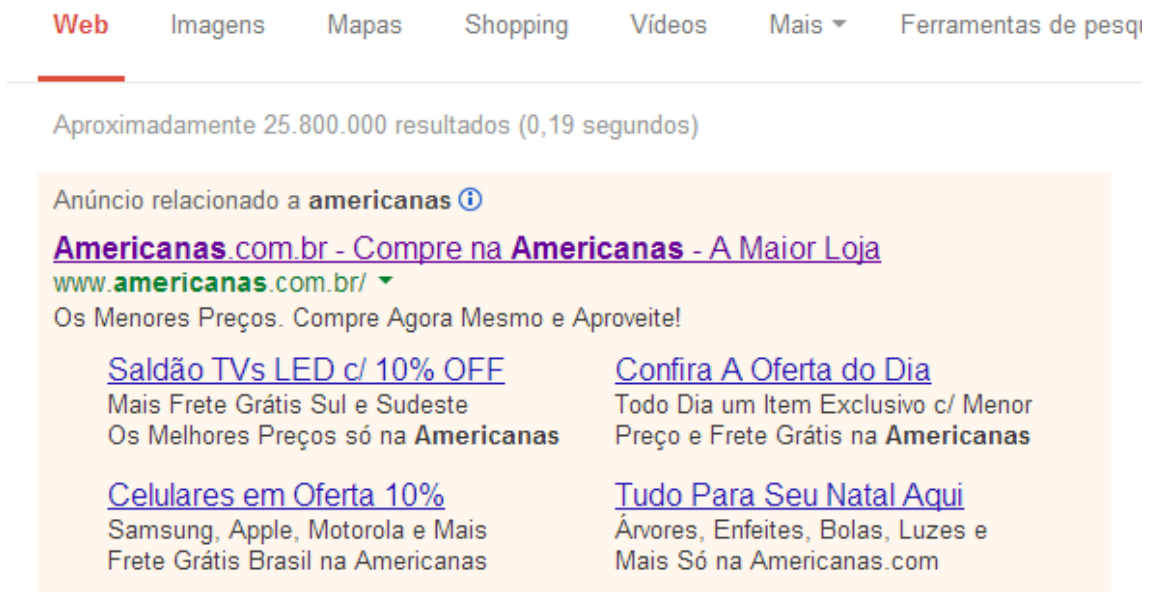 Web Imagens Mapas Shopping Vídeos Mais Ferramentas de
Aproximadamente 25.800.000 resultados (0,19 segundos)
Anúncio relacionado a americanas
Americanas.com.br - Compre na Americanas - A Maior Loja
www.americanas.com.br/
Os Menores Preços. Compre Agora Mesmo e Aproveite!
Saldão TVs LED c/ 10% OFF
Mais Frete Grátis Sul e Sudeste
Os Melhores Preços só na Americanas
Confira A Oferta do Dia
Todo Dia um Item Exclusivo c/ Menor
Preço e Frete Grátis na Americanas
Celulares em Oferta 10%
Samsung, Apple, Motorola e Mais
Frete Grátis Brasil na Americanas
Tudo Para Seu Natal Aqui
Árvores, Enfeites, Bolas, Luzes e
Mais Só na Americanas.com